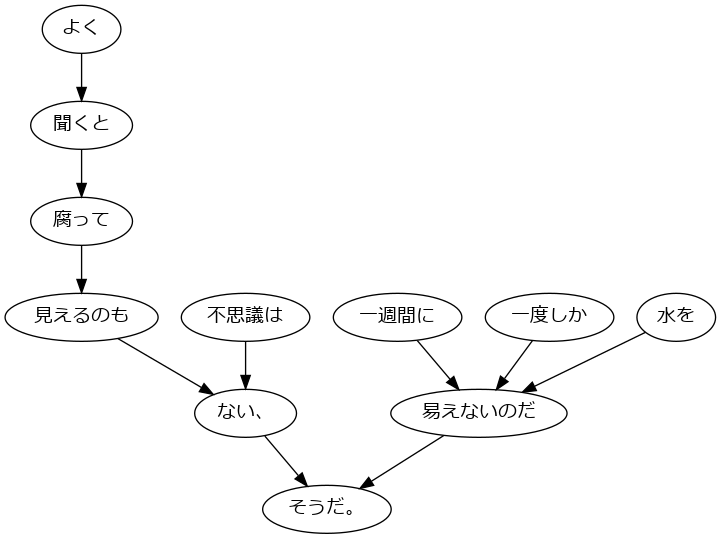 よく
聞くと
腐って
見えるのも
不思議は
一週間に
一度しか
水を
ない、
易えないのだ
そうだ。